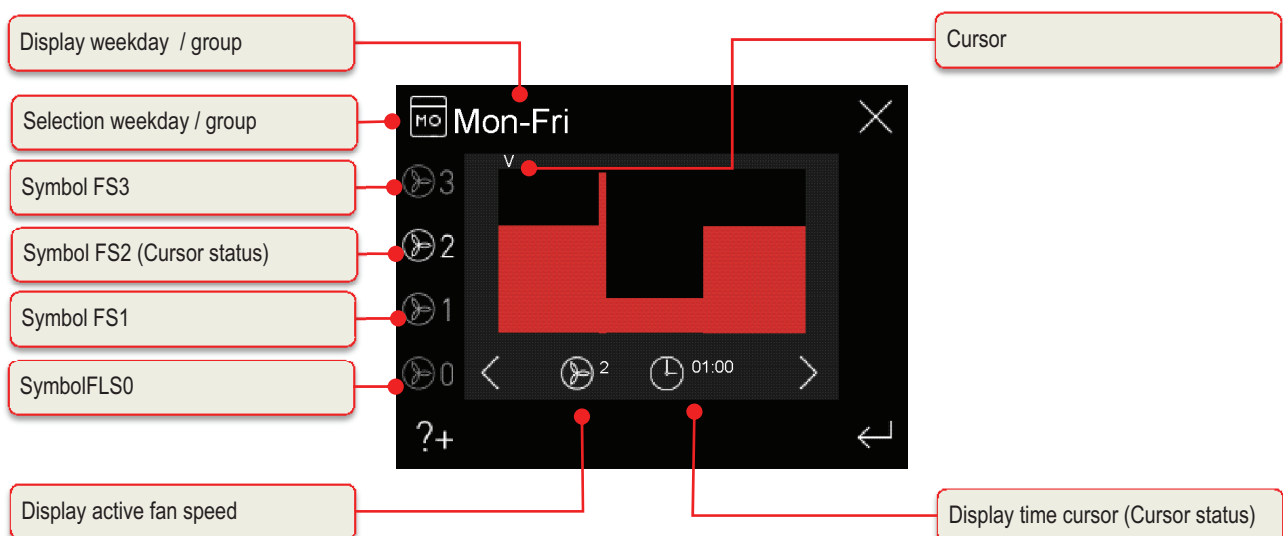 Display weekday / group
Cursor
Selection weekday / group
MO Mon-Fri
Symbol FS3
V
3
Symbol FS2 (Cursor status)
2
Symbol FS1
1
SymbolFLS0
0
2
01:00
?+
Display active fan speed
Display time cursor (Cursor status)